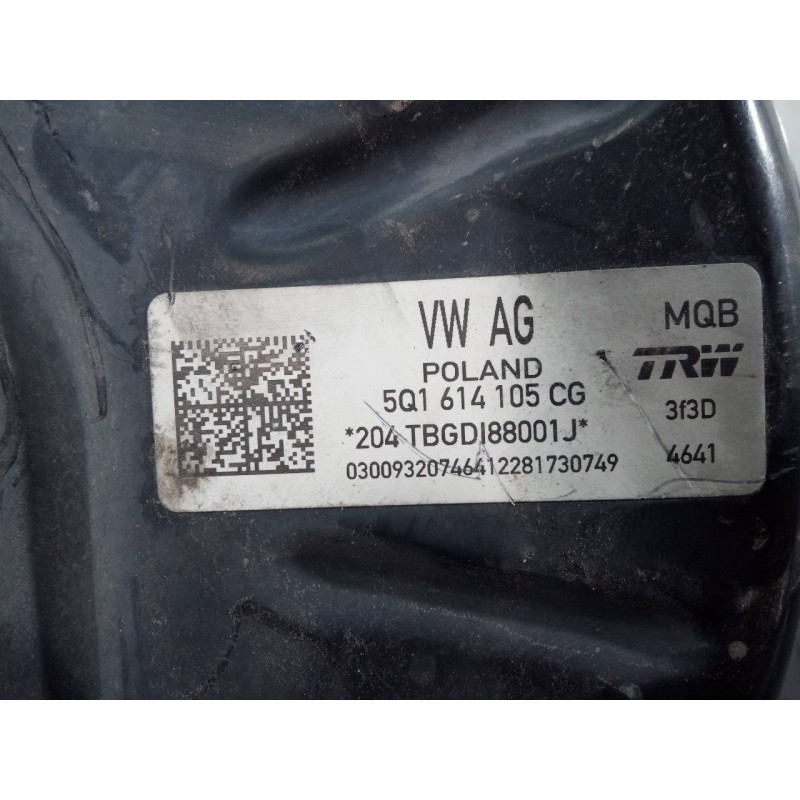 VW AG
POLAND
5Q1 614 105 CG
*204 TBGDI88001J*
03009320746412281730749
MQB
TRW
3f3D
4641